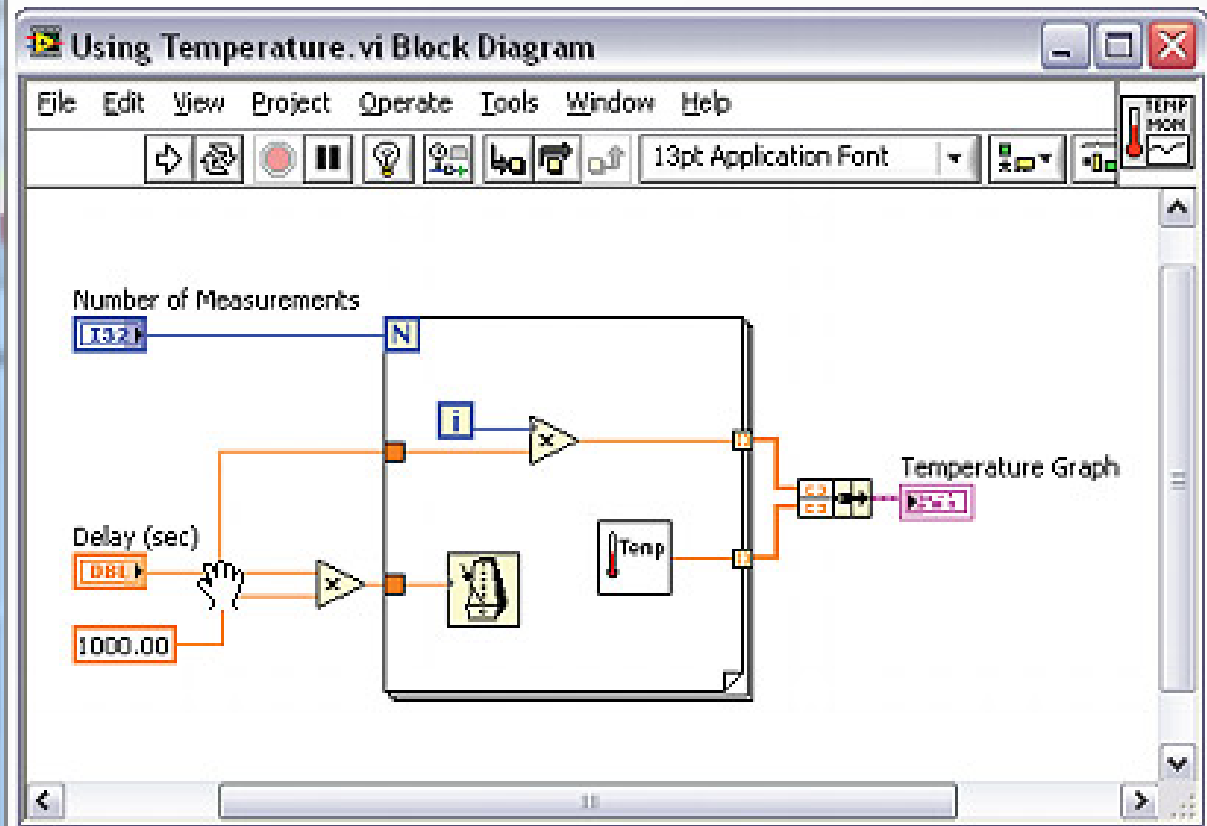 Using Temperature.vi Block Diagram
File Edit View Project Operate Tools Window Help
TEMP
MON
13pt Application Font
Number of Measurements
I32
N
i
×
Temperature Graph
Delay (sec)
DBL
×
Temp
1000.00